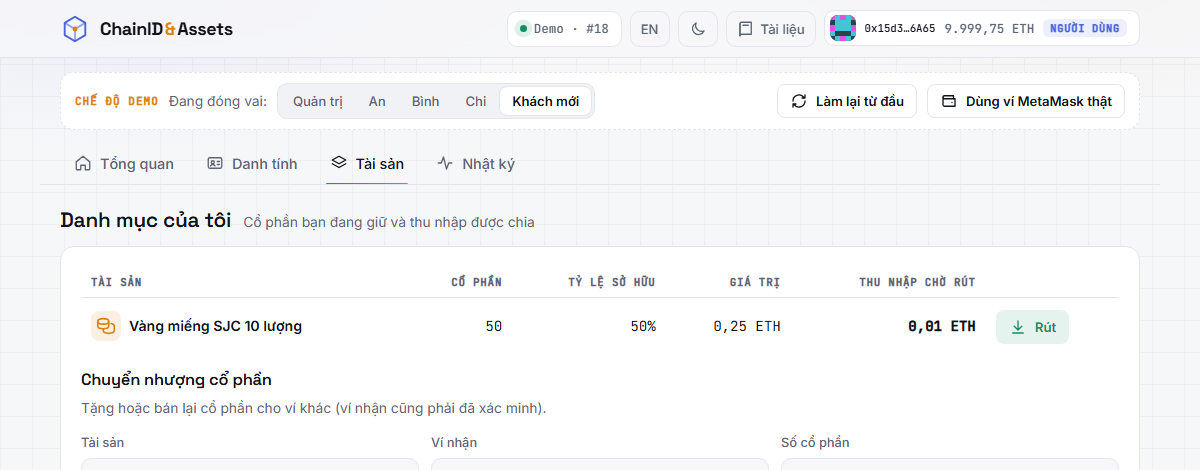 ChainID&Assets
Demo · #18
EN
Tài liệu
0x15d3…6A65 9.999,75 ETH NGƯỜI DÙNG
CHẾ ĐỘ DEMO Đang đóng vai: Quản trị An Bình Chi Khách mới
Làm lại từ đầu
Dùng ví MetaMask thật
Tổng quan Danh tính Tài sản Nhật ký
Danh mục của tôi Cổ phần bạn đang giữ và thu nhập được chia
TÀI SẢN CỔ PHẦN TỶ LỆ SỞ HỮU GIÁ TRỊ THU NHẬP CHỜ RÚT
Vàng miếng SJC 10 lượng 50 50% 0,25 ETH 0,01 ETH Rút
Chuyển nhượng cổ phần
Tặng hoặc bán lại cổ phần cho ví khác (ví nhận cũng phải đã xác minh).
Tài sản Ví nhận Số cổ phần